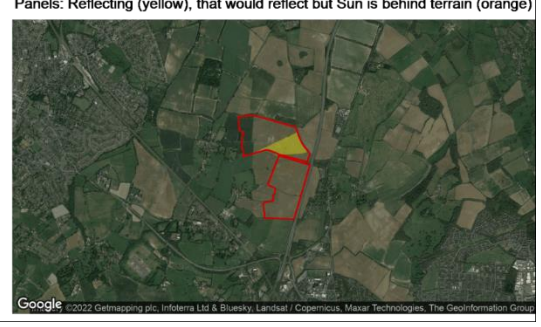 Panels: Reflecting (yellow), that would reflect but Sun is behind terrain (orange)
Google
©2022 Getmapping plc, Infoterra Ltd & Bluesky, Landsat / Copernicus, Maxar Technologies, The GeoInformation Group